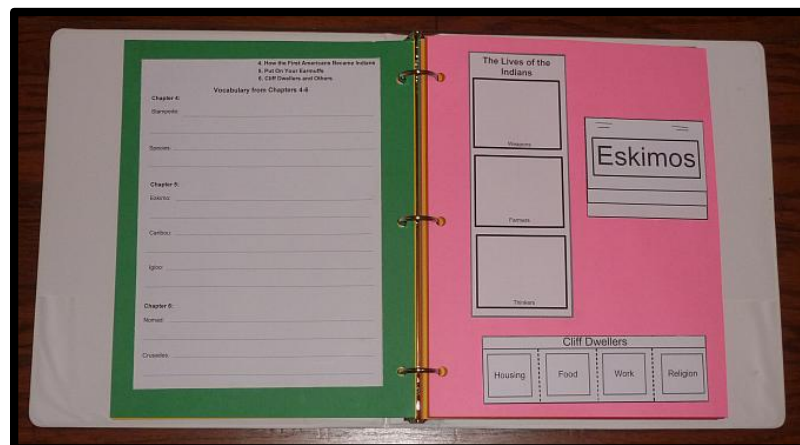 4. How the First Americans Became Indians
5. Put On Your Earmuffs
6. Cliff Dwellers and Others
Vocabulary from Chapters 4-6
Chapter 4:
Stampede:
Species:
Chapter 5:
Eskimo:
Caribou:
Igloo:
Chapter 6:
Nomad:
Crusades:
The Lives of the
Indians
Weapons
Farmers
Thinkers
Eskimos
Cliff Dwellers
Housing
Food
Work
Religion